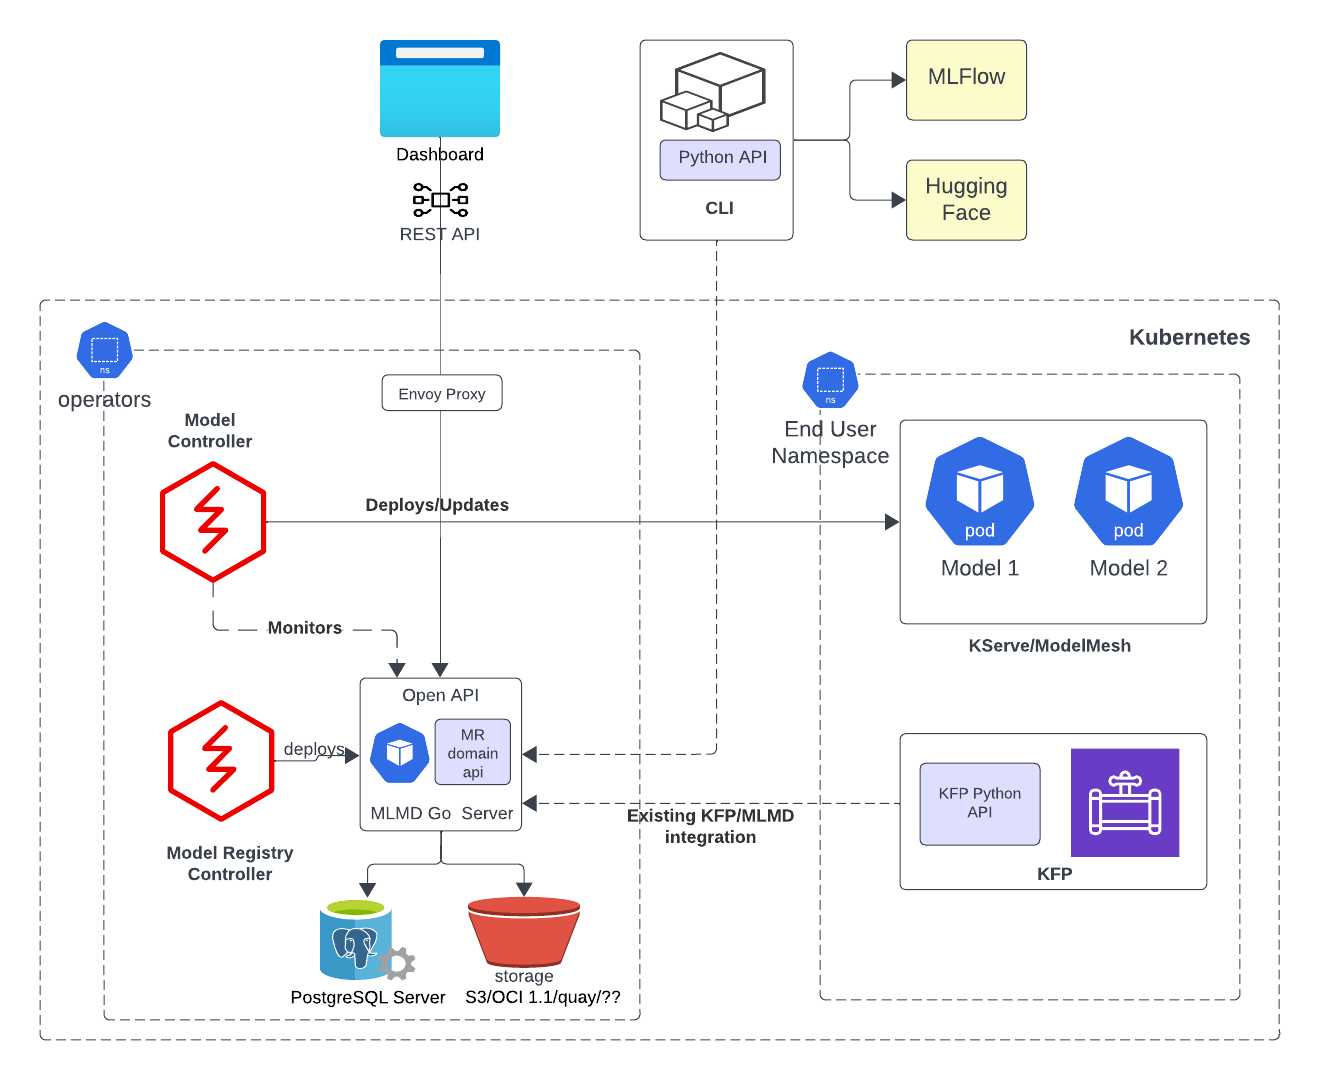 Dashboard
REST API
Python API
CLI
MLFlow
Hugging
Face
Kubernetes
ns
operators
Envoy Proxy
Model
Controller
Deploys/Updates
Monitors
ns
End User
Namespace
pod
Model 1
pod
Model 2
KServe/ModelMesh
Open API
MR
domain
api
MLMD Go Server
deploys
Model Registry
Controller
Existing KFP/MLMD
integration
KFP Python
API
KFP
PostgreSQL Server
storage
S3/OCI 1.1/quay/??